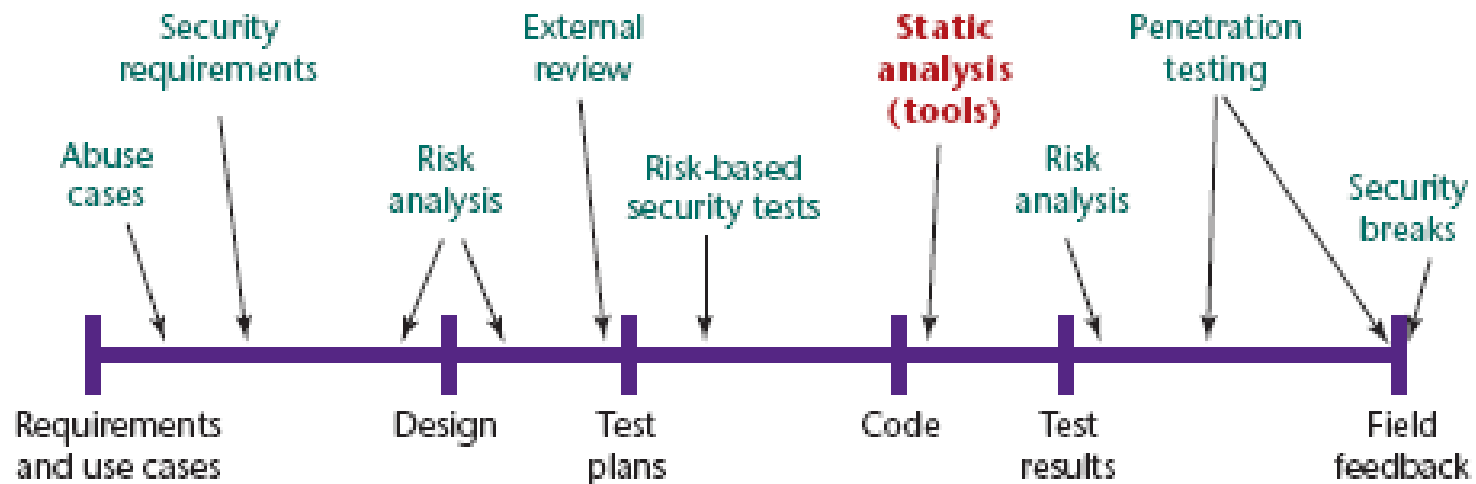 Security
requirements
External
review
Static
analysis
(tools)
Penetration
testing
Abuse
cases
Risk
analysis
Risk-based
security tests
Risk
analysis
Security
breaks
Requirements
and use cases
Design
Test
plans
Code
Test
results
Field
feedback